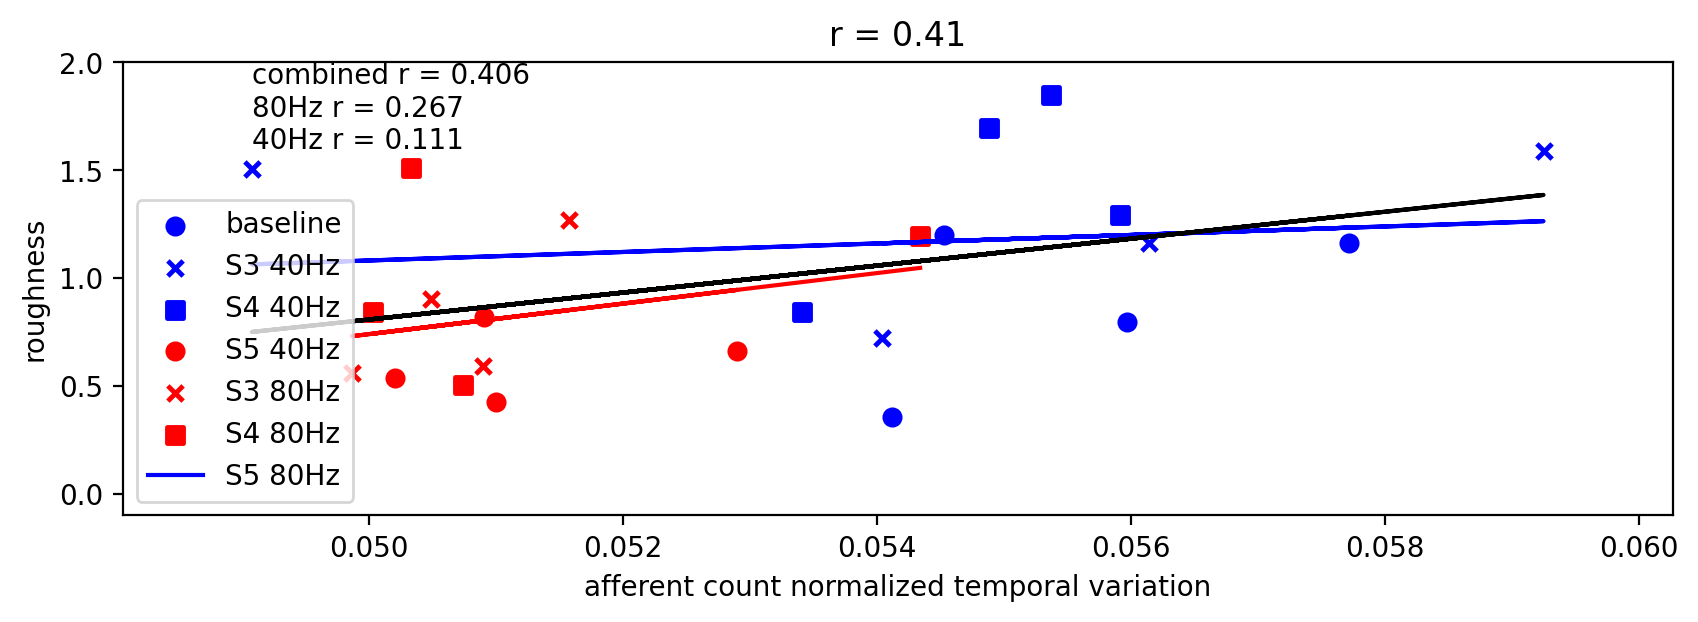 r = 0.41
combined r = 0.406
80Hz r = 0.267
40Hz r = 0.111
2.0
1.5
1.0
0.5
0.0
roughness
baseline
S3 40Hz
S4 40Hz
S5 40Hz
S3 80Hz
S4 80Hz
S5 80Hz
0.050 0.052 0.054 0.056 0.058 0.060
afferent count normalized temporal variation